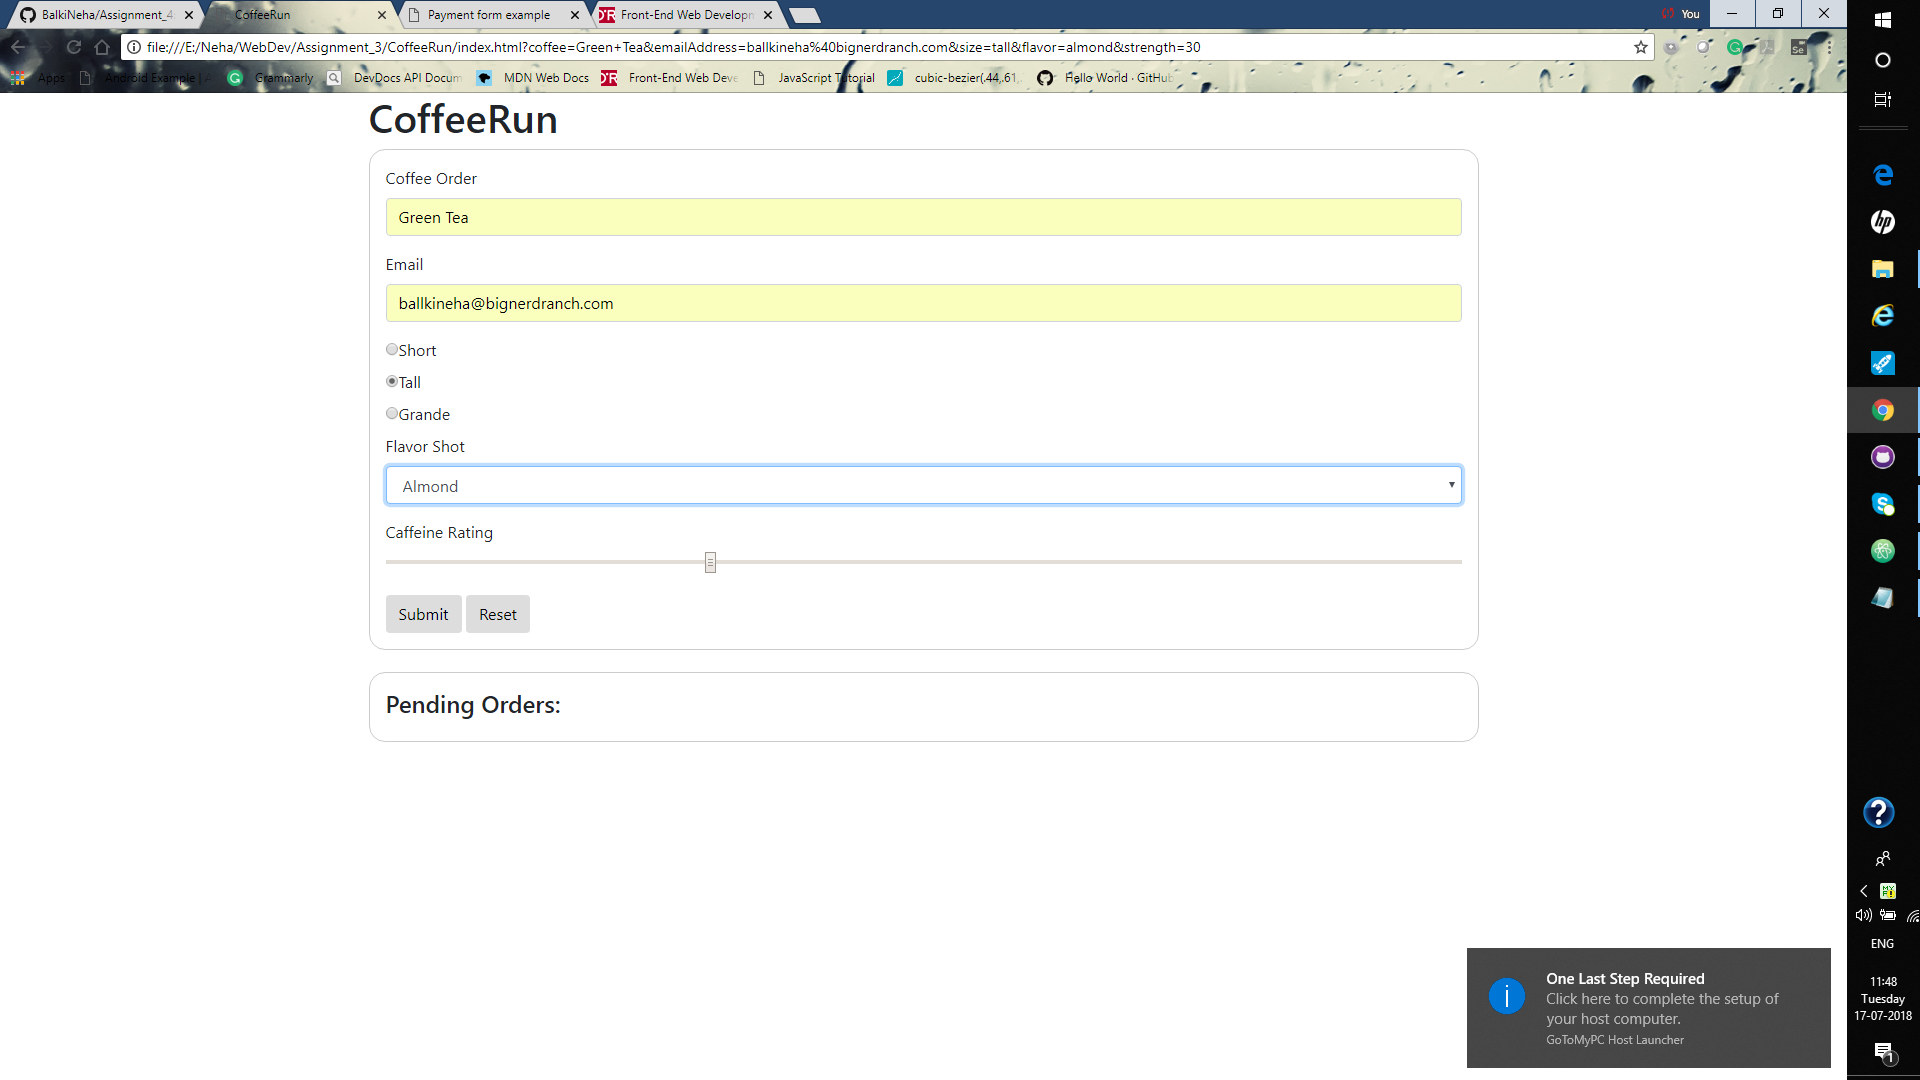 BalkiNeha/Assignment_4
CoffeeRun
Payment form example
Front-End Web Developm
You
file:///E:/Neha/WebDev/Assignment_3/CoffeeRun/index.html?coffee=Green+Tea&emailAddress=ballkineha%40bignerdranch.com&size=tall&flavor=almond&strength=30
Apps
Android Example
Grammarly
DevDocs API Docum
MDN Web Docs
Front-End Web Deve
JavaScript Tutorial
cubic-bezier(.44,.61,
Hello World · GitHub
CoffeeRun
Coffee Order
Green Tea
Email
ballkineha@bignerdranch.com
Short
Tall
Grande
Flavor Shot
Almond
Caffeine Rating
Submit Reset
Pending Orders:
One Last Step Required
Click here to complete the setup of
your host computer.
GoToMyPC Host Launcher
ENG
11:48
Tuesday
17-07-2018
1